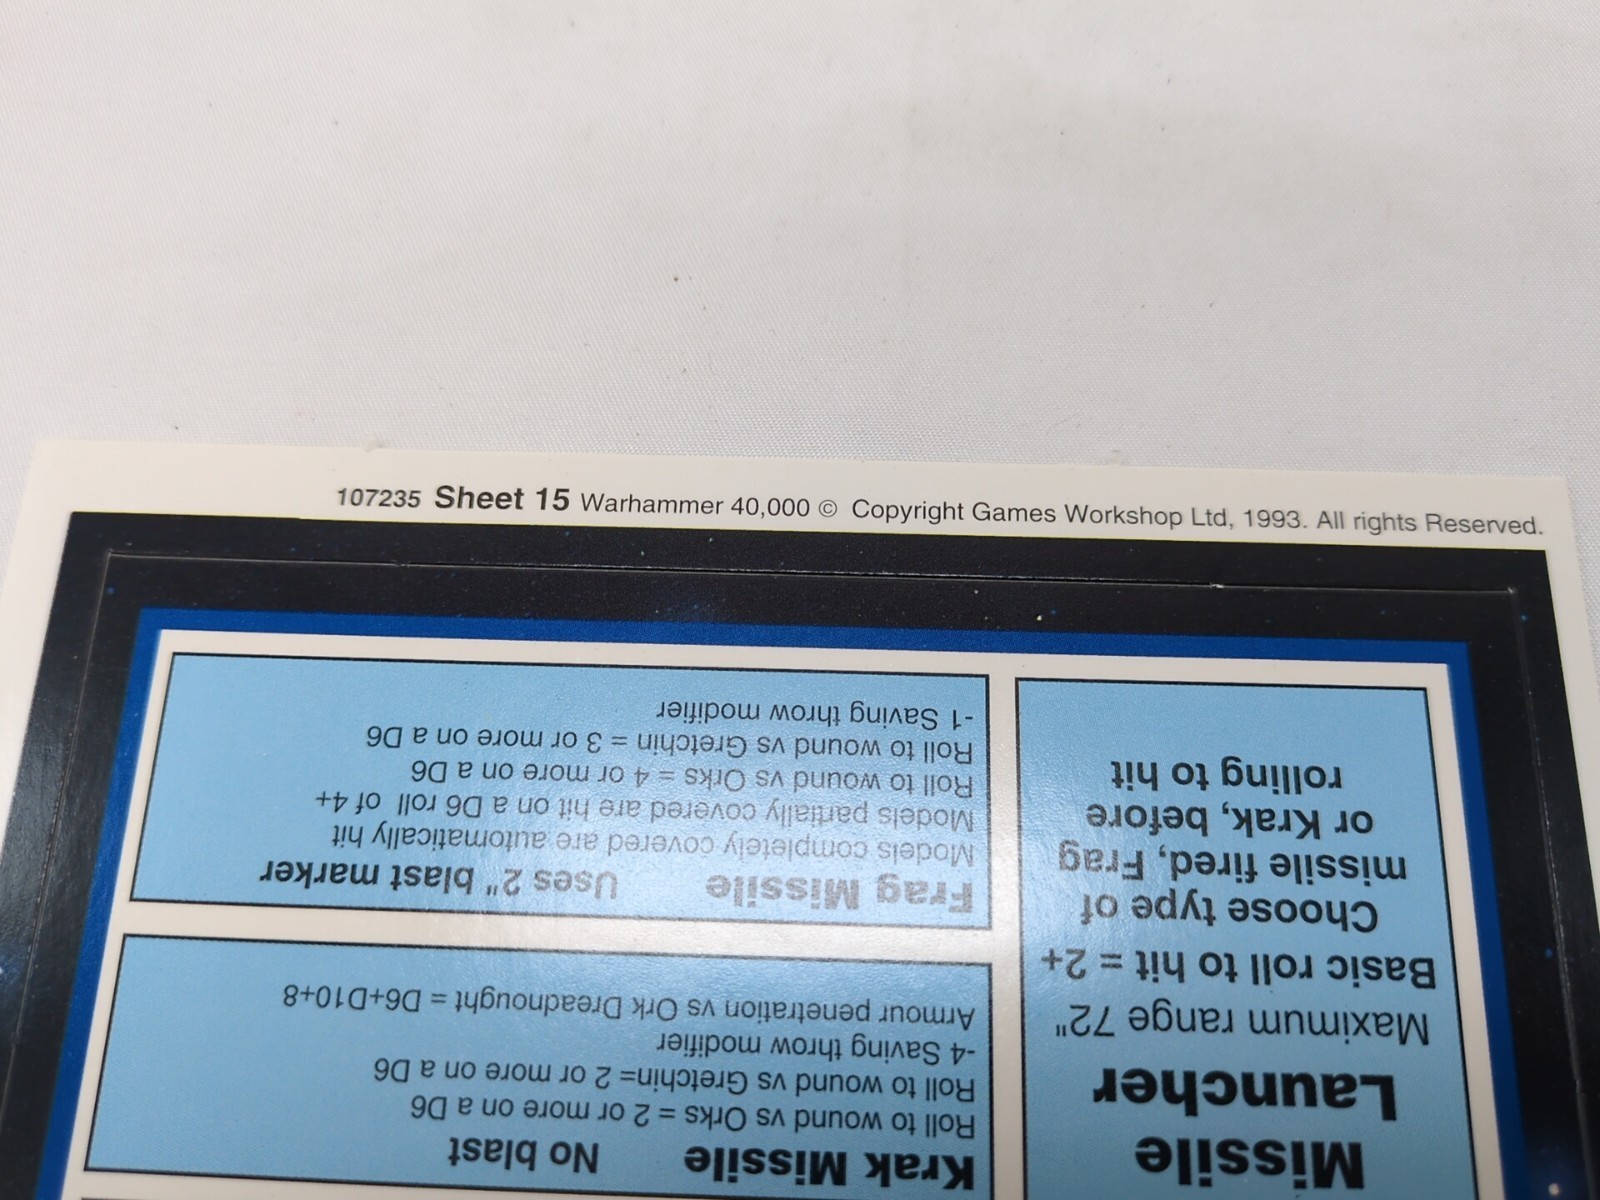 107235 Sheet 15 Warhammer 40,000 © Copyright Games Workshop Ltd, 1993. All rights Reserved.
Missile
Launcher
Maximum range 72"
Basic roll to hit = 2+
Choose type of
missile fired, Frag
or Krak, before
rolling to hit
Krak Missile No blast
Roll to wound vs Orks = 2 or more on a D6
Roll to wound vs Gretchin= 2 or more on a D6
-4 Saving throw modifier
Armour penetration vs Ork Dreadnought = D6+D10+8
Frag Missile Uses 2" blast marker
Models completely covered are automatically hit
Models partially covered are hit on a D6 roll of 4+
Roll to wound vs Orks = 4 or more on a D6
Roll to wound vs Gretchin = 3 or more on a D6
-1 Saving throw modifier